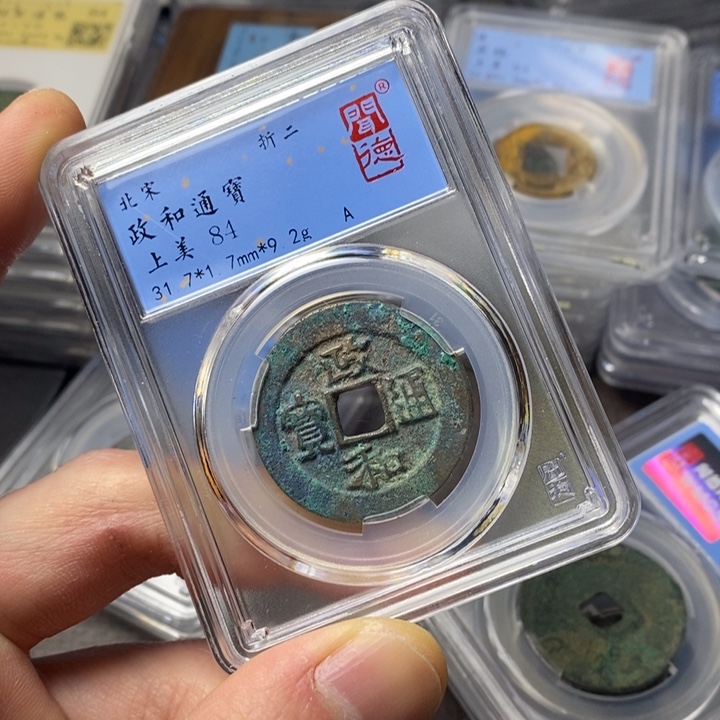 折二
聞德®
北宋
政和通寶
上美 84
31.7*1.7mm*9.2g A
政
通
和
寶